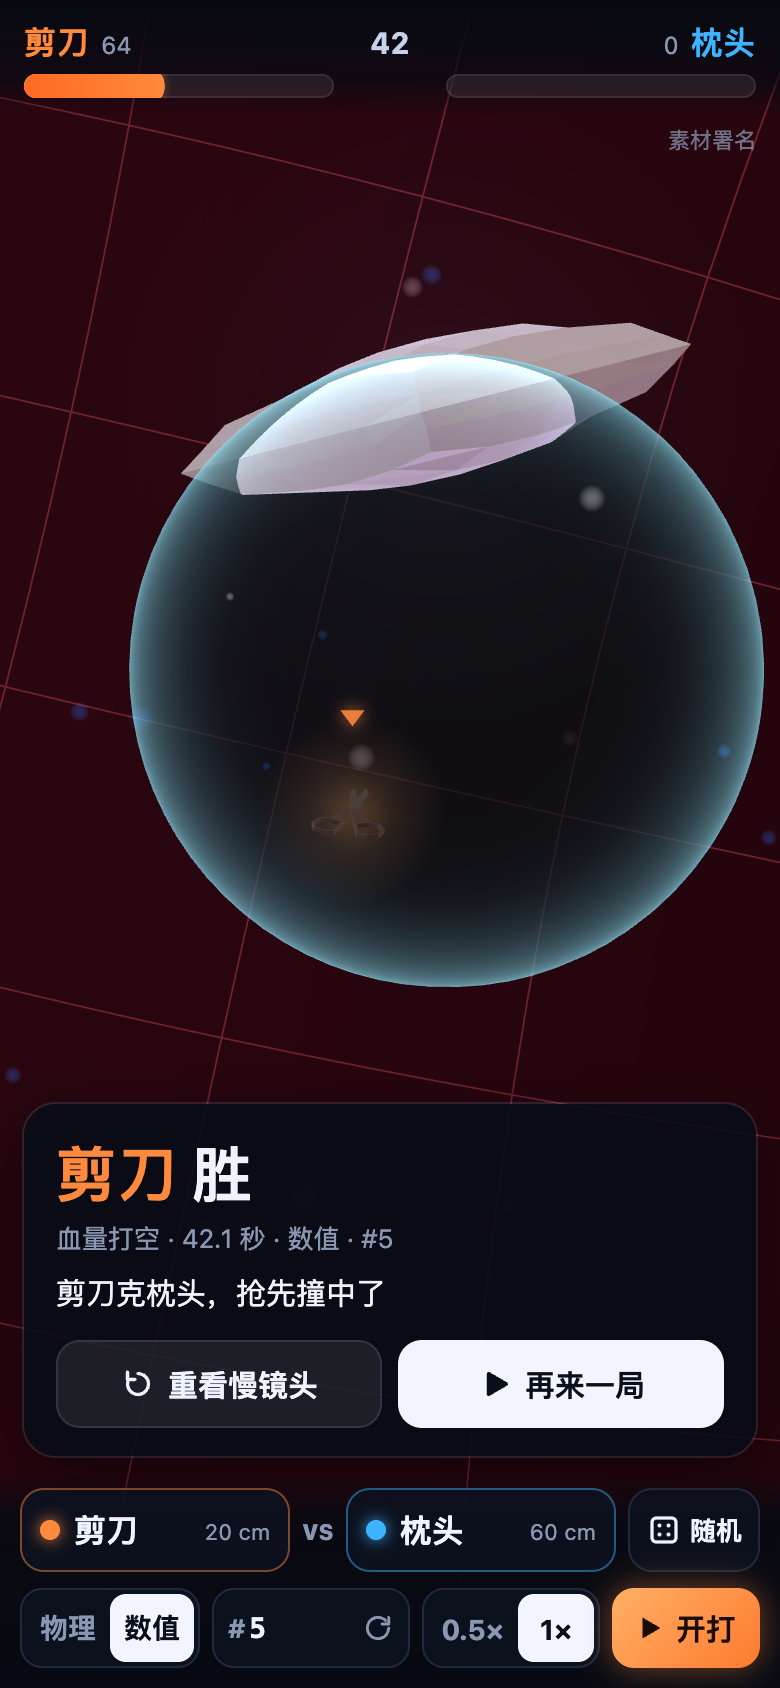 剪刀 64 42 0 枕头
素材署名
剪刀 胜
血量打空 · 42.1 秒 · 数值 · #5
剪刀克枕头，抢先撞中了
重看慢镜头 再来一局
剪刀 20 cm VS 枕头 60 cm 随机
物理 数值 #5 0.5× 1× 开打